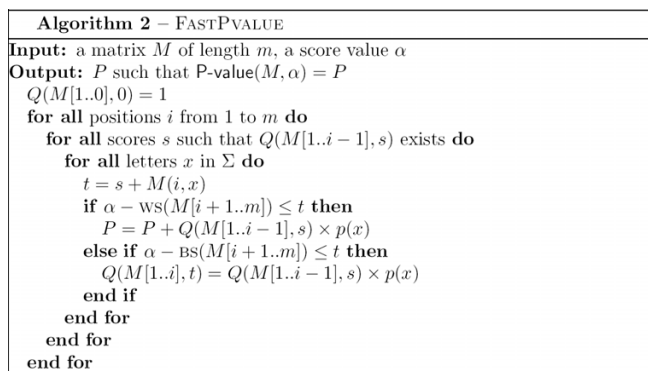 Algorithm 2 – FASTPVALUE
Input: a matrix M of length m, a score value α
Output: P such that P-value(M, α) = P
Q(M[1..0], 0) = 1
for all positions i from 1 to m do
for all scores s such that Q(M[1..i − 1], s) exists do
for all letters x in Σ do
t = s + M(i, x)
if α − WS(M[i + 1..m]) ≤ t then
P = P + Q(M[1..i − 1], s) × p(x)
else if α − BS(M[i + 1..m]) ≤ t then
Q(M[1..i], t) = Q(M[1..i − 1], s) × p(x)
end if
end for
end for
end for